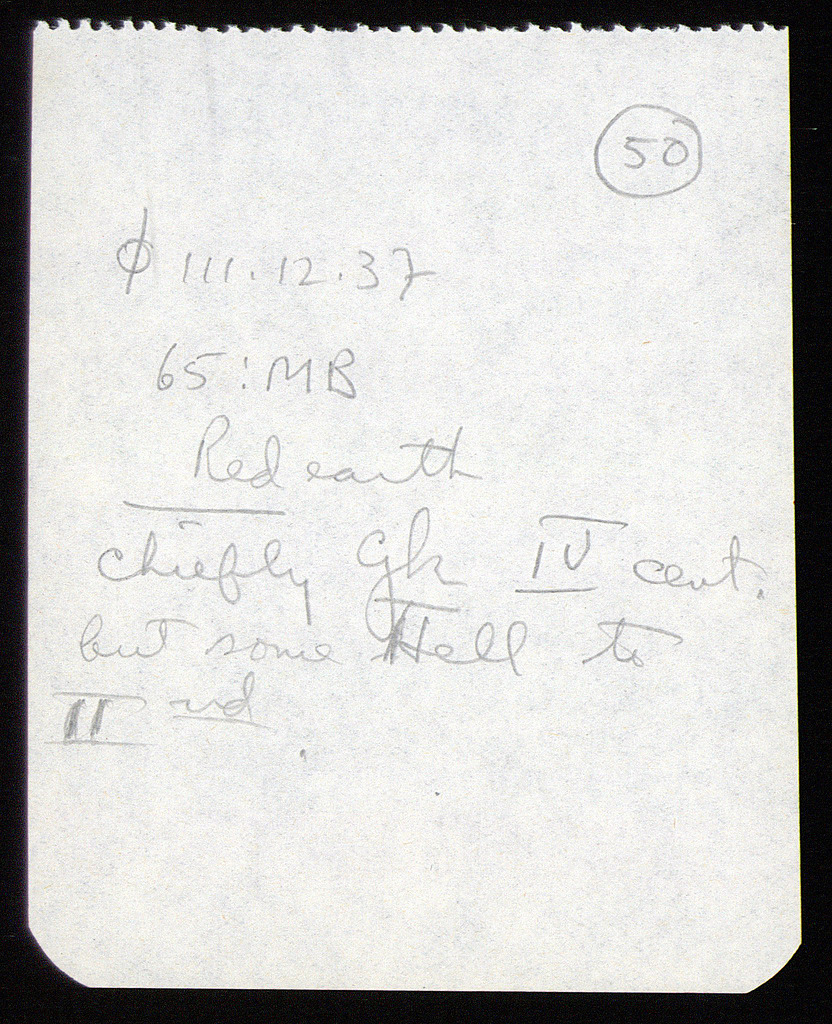 50
φ 111.12.37
65:MB
Red earth
chiefly Gk IV cent.
but some Hell to
II nd.